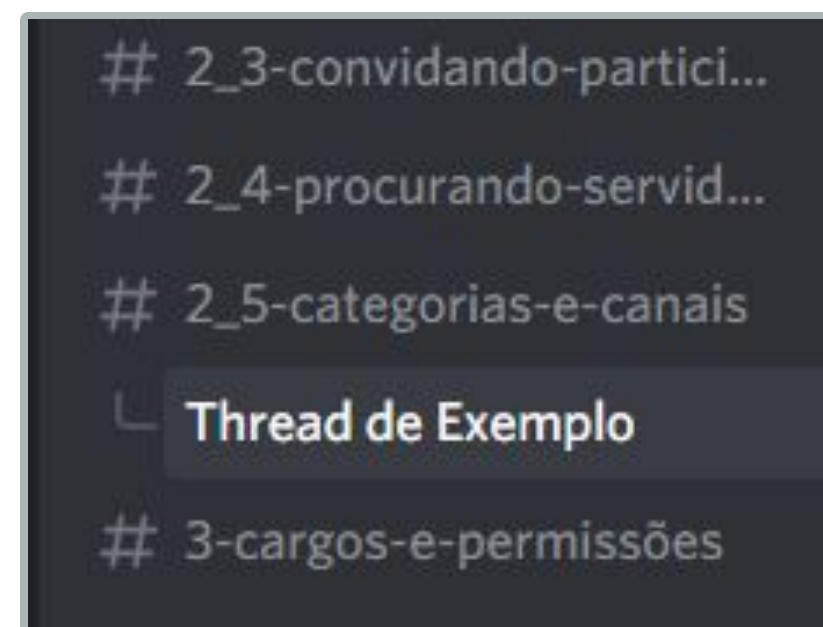 # 2_3-convidando-partici...
# 2_4-procurando-servid...
# 2_5-categorias-e-canais
Thread de Exemplo
# 3-cargos-e-permissões